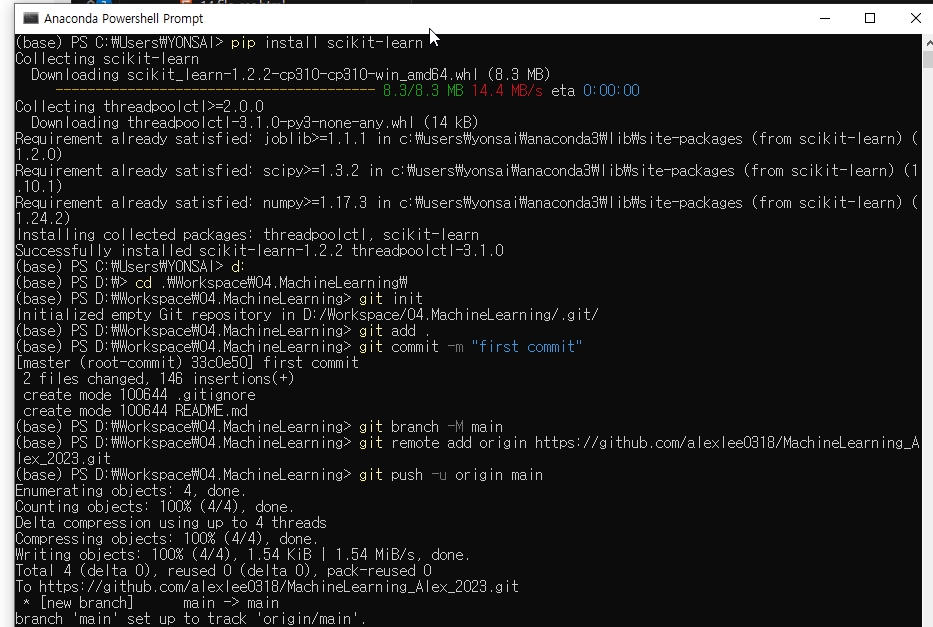 Anaconda Powershell Prompt
(base) PS C:₩Users₩YONSAI> pip install scikit-learn
Collecting scikit-learn
  Downloading scikit_learn-1.2.2-cp310-cp310-win_amd64.whl (8.3 MB)
     ---------------------------------------- 8.3/8.3 MB 14.4 MB/s eta 0:00:00
Collecting threadpoolctl>=2.0.0
  Downloading threadpoolctl-3.1.0-py3-none-any.whl (14 kB)
Requirement already satisfied: joblib>=1.1.1 in c:₩users₩yonsai₩anaconda3₩lib₩site-packages (from scikit-learn) (
1.2.0)
Requirement already satisfied: scipy>=1.3.2 in c:₩users₩yonsai₩anaconda3₩lib₩site-packages (from scikit-learn) (1
.10.1)
Requirement already satisfied: numpy>=1.17.3 in c:₩users₩yonsai₩anaconda3₩lib₩site-packages (from scikit-learn) (
1.24.2)
Installing collected packages: threadpoolctl, scikit-learn
Successfully installed scikit-learn-1.2.2 threadpoolctl-3.1.0
(base) PS C:₩Users₩YONSAI> d:
(base) PS D:₩> cd .₩Workspace₩04.MachineLearning₩
(base) PS D:₩Workspace₩04.MachineLearning> git init
Initialized empty Git repository in D:/Workspace/04.MachineLearning/.git/
(base) PS D:₩Workspace₩04.MachineLearning> git add .
(base) PS D:₩Workspace₩04.MachineLearning> git commit -m "first commit"
[master (root-commit) 33c0e50] first commit
 2 files changed, 146 insertions(+)
 create mode 100644 .gitignore
 create mode 100644 README.md
(base) PS D:₩Workspace₩04.MachineLearning> git branch -M main
(base) PS D:₩Workspace₩04.MachineLearning> git remote add origin https://github.com/alexlee0318/MachineLearning_A
lex_2023.git
(base) PS D:₩Workspace₩04.MachineLearning> git push -u origin main
Enumerating objects: 4, done.
Counting objects: 100% (4/4), done.
Delta compression using up to 4 threads
Compressing objects: 100% (4/4), done.
Writing objects: 100% (4/4), 1.54 KiB | 1.54 MiB/s, done.
Total 4 (delta 0), reused 0 (delta 0), pack-reused 0
To https://github.com/alexlee0318/MachineLearning_Alex_2023.git
 * [new branch]      main -> main
branch 'main' set up to track 'origin/main'.